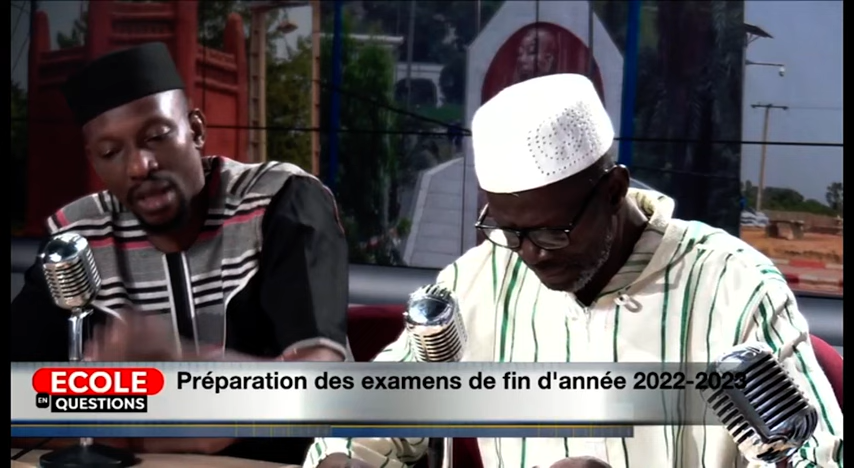 ECOLE
EN QUESTIONS
Préparation des examens de fin d'année 2022-2023